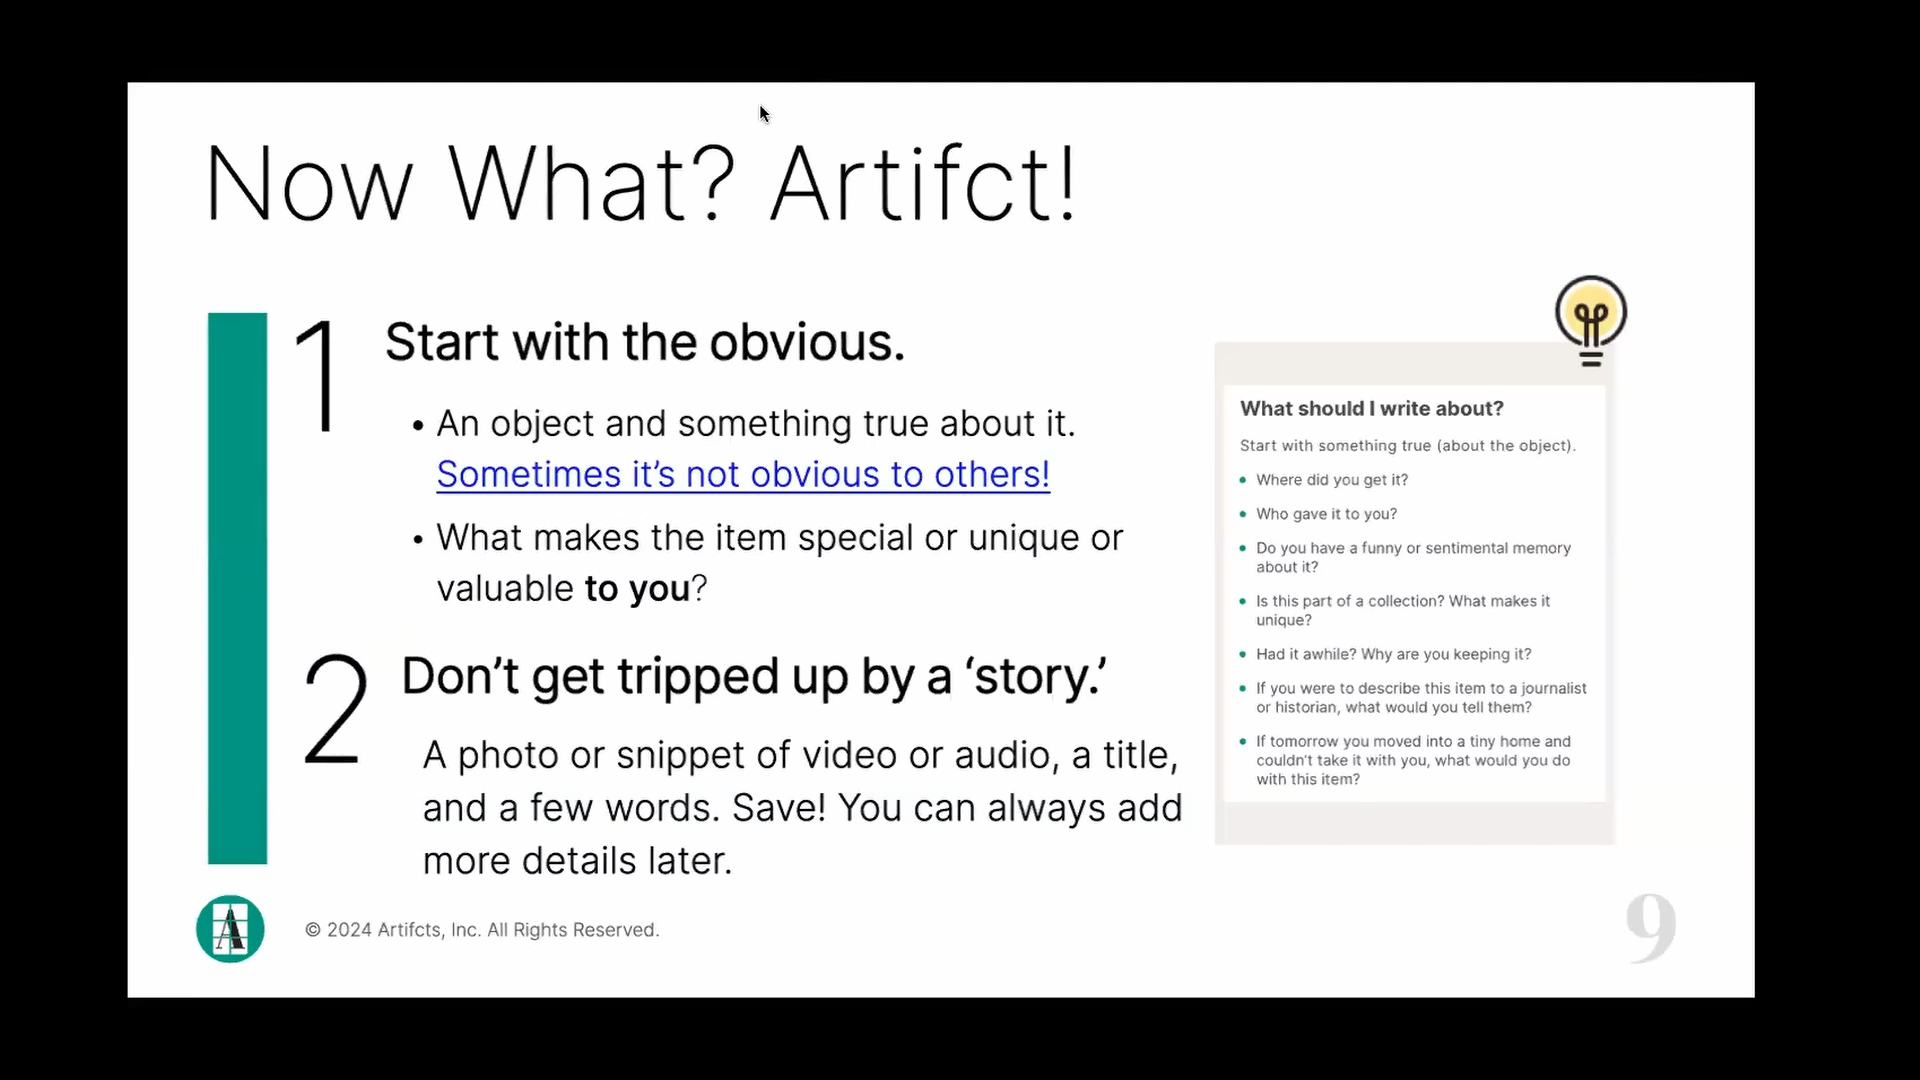 Now What? Artifct!
1
Start with the obvious.
• An object and something true about it.
Sometimes it’s not obvious to others!
• What makes the item special or unique or
valuable to you?
2
Don’t get tripped up by a ‘story.’
A photo or snippet of video or audio, a title,
and a few words. Save! You can always add
more details later.
What should I write about?
Start with something true (about the object).
• Where did you get it?
• Who gave it to you?
• Do you have a funny or sentimental memory
about it?
• Is this part of a collection? What makes it
unique?
• Had it awhile? Why are you keeping it?
• If you were to describe this item to a journalist
or historian, what would you tell them?
• If tomorrow you moved into a tiny home and
couldn’t take it with you, what would you do
with this item?
A
© 2024 Artifcts, Inc. All Rights Reserved.
9